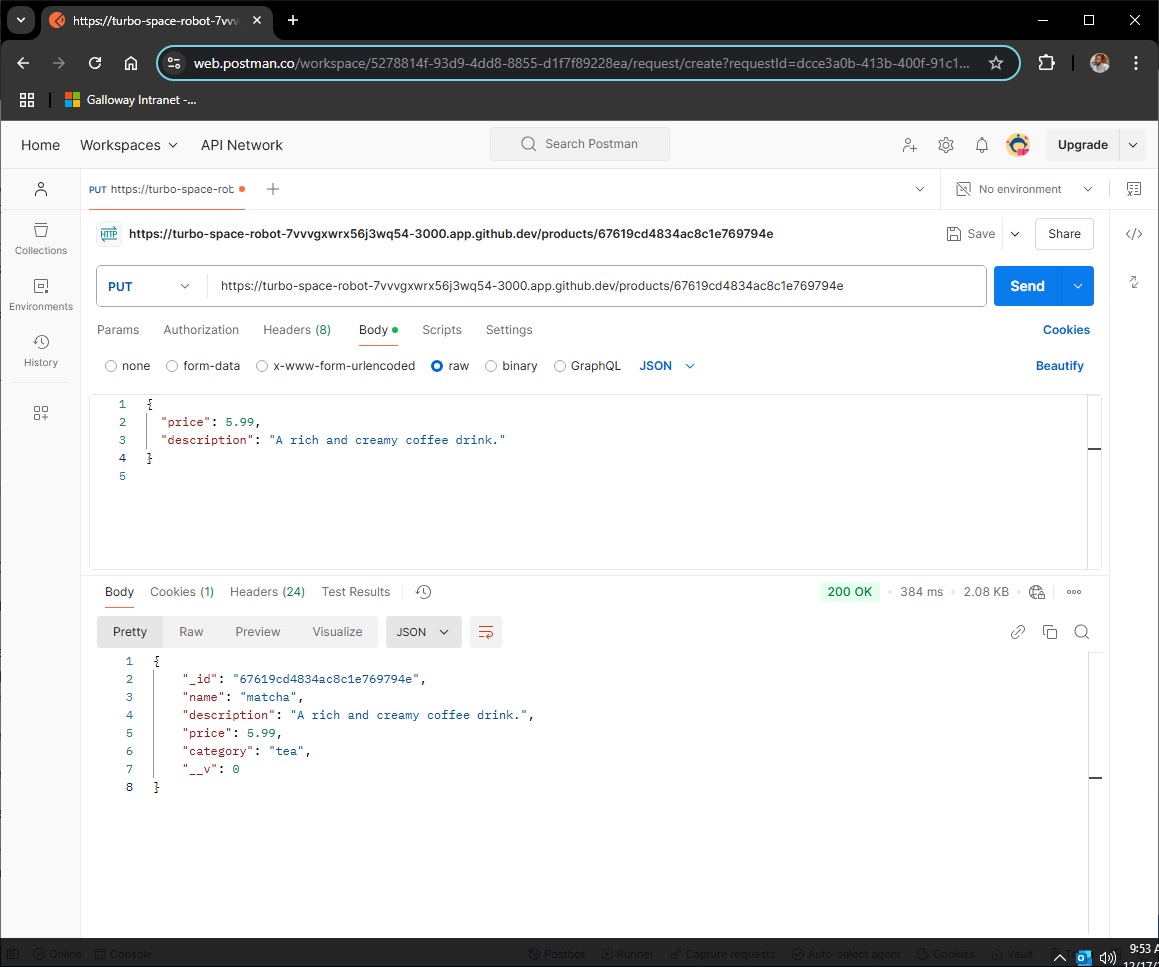 https://turbo-space-robot-7vvv
web.postman.co/workspace/5278814f-93d9-4dd8-8855-d1f7f89228ea/request/create?requestId=dcce3a0b-413b-400f-91c1...
Galloway Intranet -...
Home Workspaces API Network Search Postman Upgrade
PUT https://turbo-space-rob No environment
HTTP https://turbo-space-robot-7vvvgxwrx56j3wq54-3000.app.github.dev/products/67619cd4834ac8c1e769794e Save Share
Collections
Environments
History
PUT https://turbo-space-robot-7vvvgxwrx56j3wq54-3000.app.github.dev/products/67619cd4834ac8c1e769794e Send
Params Authorization Headers (8) Body Scripts Settings Cookies
none form-data x-www-form-urlencoded raw binary GraphQL JSON Beautify
1 {
2 "price": 5.99,
3 "description": "A rich and creamy coffee drink."
4 }
5
Body Cookies (1) Headers (24) Test Results 200 OK 384 ms 2.08 KB
Pretty Raw Preview Visualize JSON
1 {
2 "_id": "67619cd4834ac8c1e769794e",
3 "name": "matcha",
4 "description": "A rich and creamy coffee drink.",
5 "price": 5.99,
6 "category": "tea",
7 "__v": 0
8 }
Online Console Postbot Runner Capture requests Auto-select agent Cookies Vault
9:53 A
12/17/